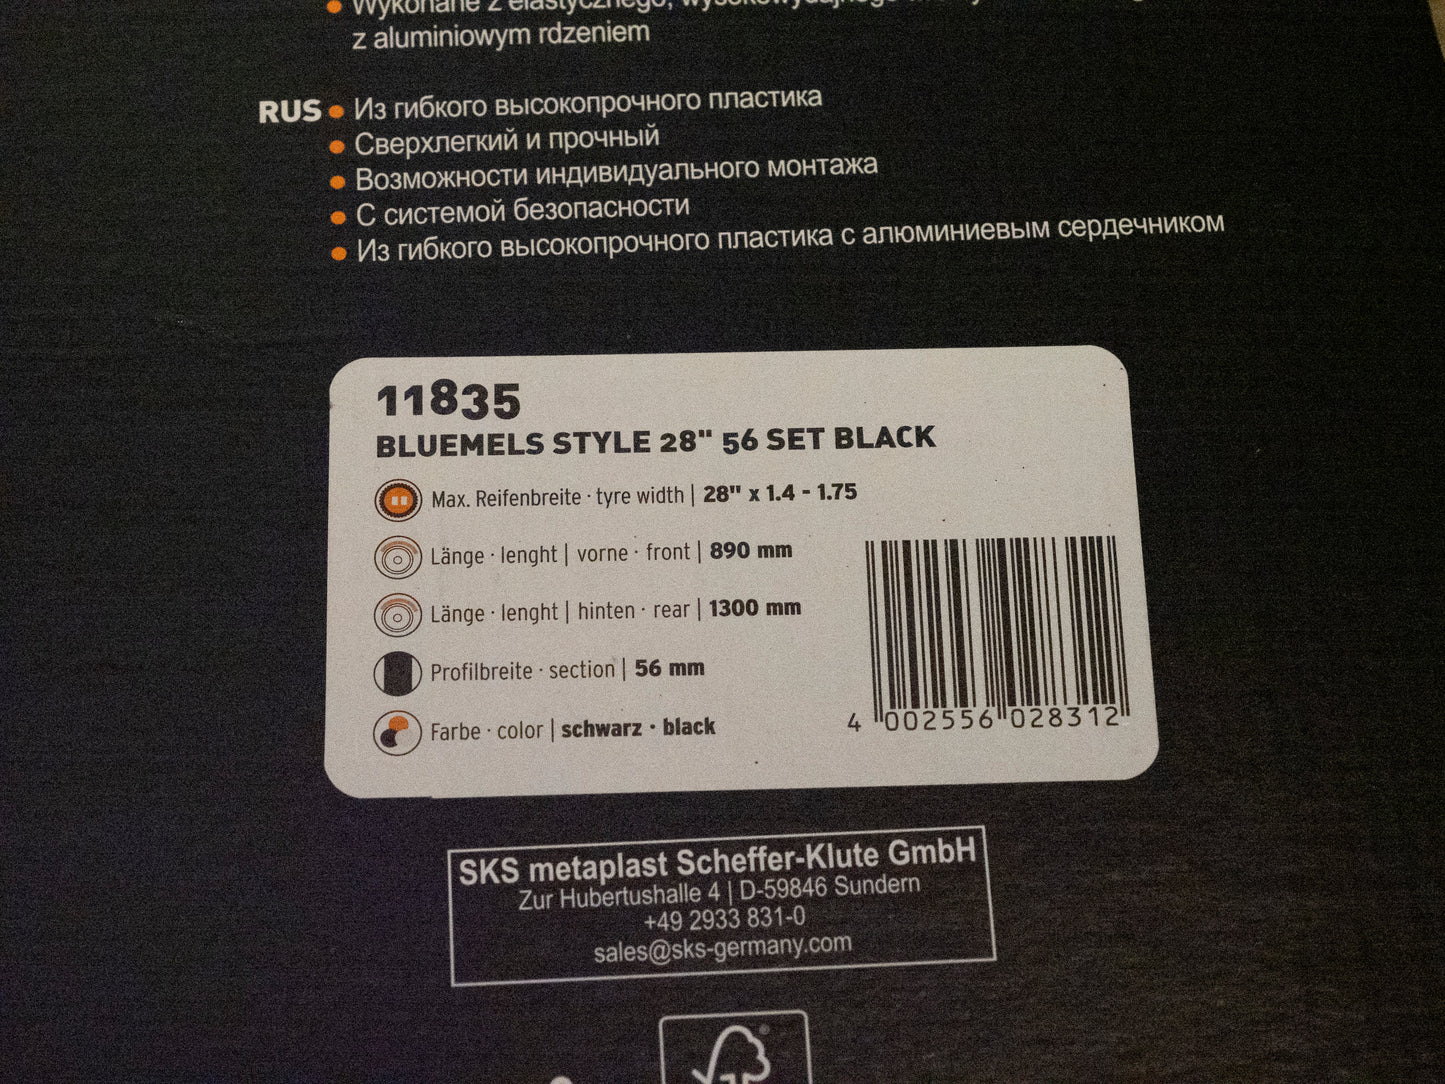 Wykonane z elastycznego, wysokowydajnego
z aluminiowym rdzeniem
RUS • Из гибкого высокопрочного пластика
• Сверхлегкий и прочный
• Возможности индивидуального монтажа
• С системой безопасности
• Из гибкого высокопрочного пластика с алюминиевым сердечником
11835
BLUEMELS STYLE 28" 56 SET BLACK
Max. Reifenbreite · tyre width | 28" x 1.4 - 1.75
Länge · lenght | vorne · front | 890 mm
Länge · lenght | hinten · rear | 1300 mm
Profilbreite · section | 56 mm
Farbe · color | schwarz · black
4 002556 028312
SKS metaplast Scheffer-Klute GmbH
Zur Hubertushalle 4 | D-59846 Sundern
+49 2933 831-0
sales@sks-germany.com